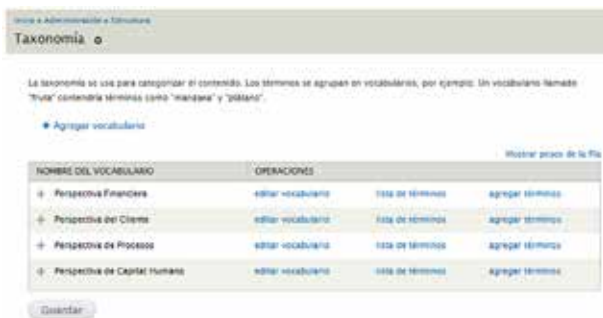 Inicio » Administración » Estructura
Taxonomía
La taxonomía se usa para categorizar el contenido. Los términos se agrupan en vocabularios, por ejemplo: Un vocabulario llamado
"fruta" contendría términos como "manzana" y "plátano".
Agregar vocabulario
Mostrar pesos de la fila
NOMBRE DEL VOCABULARIO OPERACIONES
Perspectiva Financiera editar vocabulario lista de términos agregar términos
Perspectiva del Cliente editar vocabulario lista de términos agregar términos
Perspectiva de Procesos editar vocabulario lista de términos agregar términos
Perspectiva de Capital Humano editar vocabulario lista de términos agregar términos
Guardar